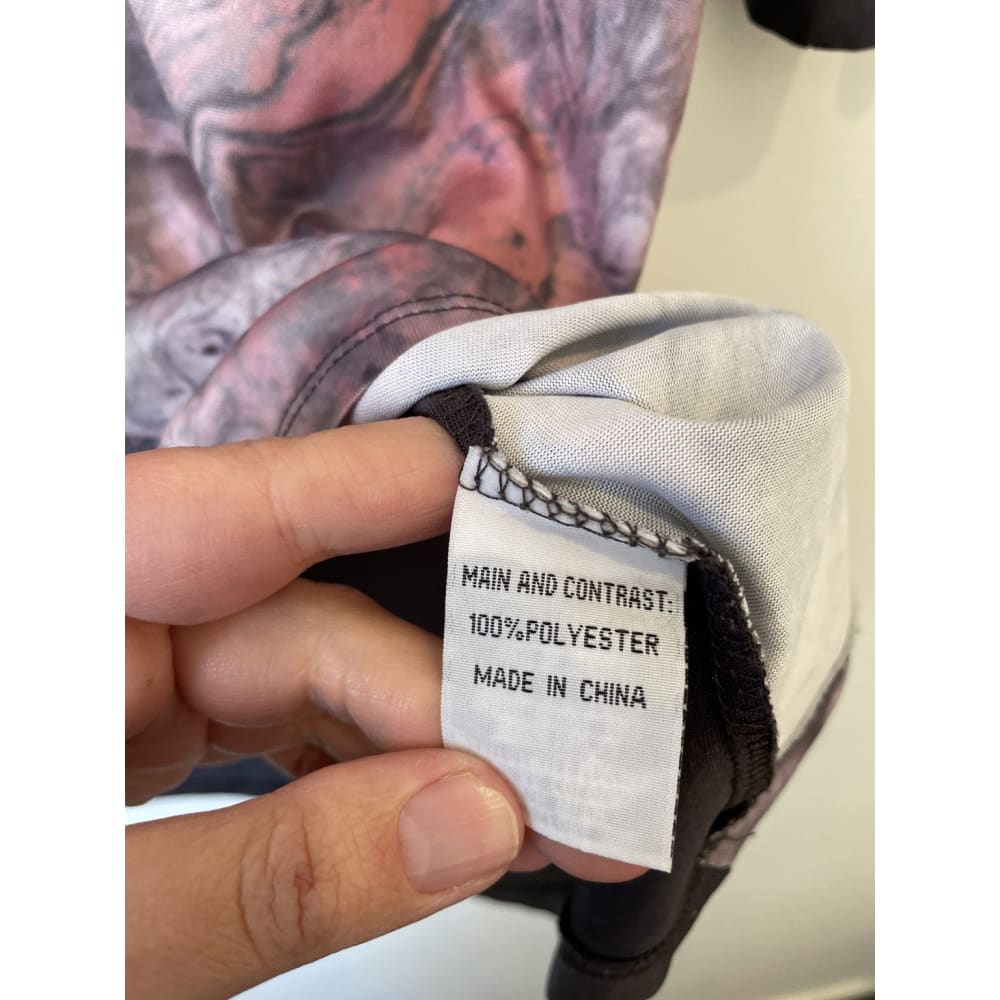 MAIN AND CONTRAST:
100%POLYESTER
MADE IN CHINA